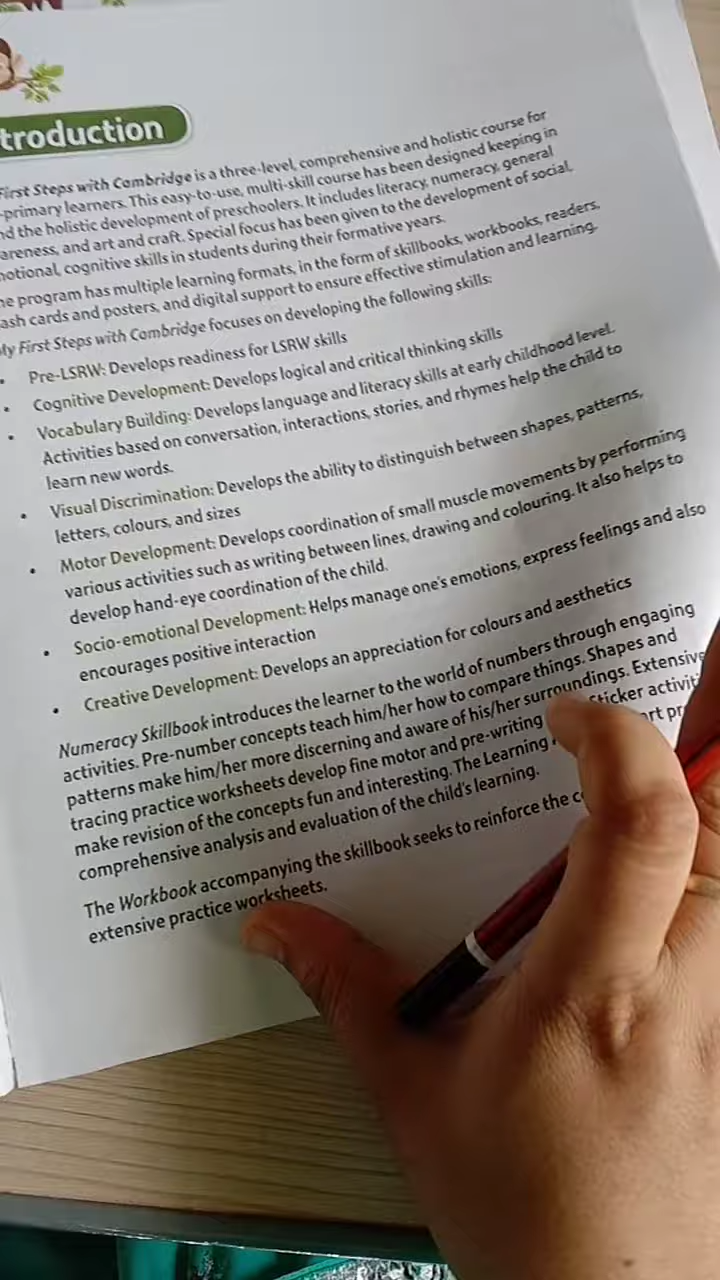 troduction
First Steps with Cambridge is a three-level, comprehensive and holistic course for
-primary learners. This easy-to-use, multi-skill course has been designed keeping in
nd the holistic development of preschoolers. It includes literacy, numeracy, general
areness, and art and craft. Special focus has been given to the development of social,
notional, cognitive skills in students during their formative years.
he program has multiple learning formats, in the form of skillbooks, workbooks, readers,
ash cards and posters, and digital support to ensure effective stimulation and learning.
My First Steps with Cambridge focuses on developing the following skills:
• Pre-LSRW: Develops readiness for LSRW skills
• Cognitive Development: Develops logical and critical thinking skills
• Vocabulary Building: Develops language and literacy skills at early childhood level.
Activities based on conversation, interactions, stories, and rhymes help the child to
learn new words.
• Visual Discrimination: Develops the ability to distinguish between shapes, patterns,
letters, colours, and sizes
• Motor Development: Develops coordination of small muscle movements by performing
various activities such as writing between lines, drawing and colouring. It also helps to
develop hand-eye coordination of the child.
• Socio-emotional Development: Helps manage one's emotions, express feelings and also
encourages positive interaction
• Creative Development: Develops an appreciation for colours and aesthetics
Numeracy Skillbook introduces the learner to the world of numbers through engaging
activities. Pre-number concepts teach him/her how to compare things. Shapes and
patterns make him/her more discerning and aware of his/her surroundings. Extensive
tracing practice worksheets develop fine motor and pre-writing Sticker activiti
make revision of the concepts fun and interesting. The Learning art pr
comprehensive analysis and evaluation of the child's learning.
The Workbook accompanying the skillbook seeks to reinforce the c
extensive practice worksheets.